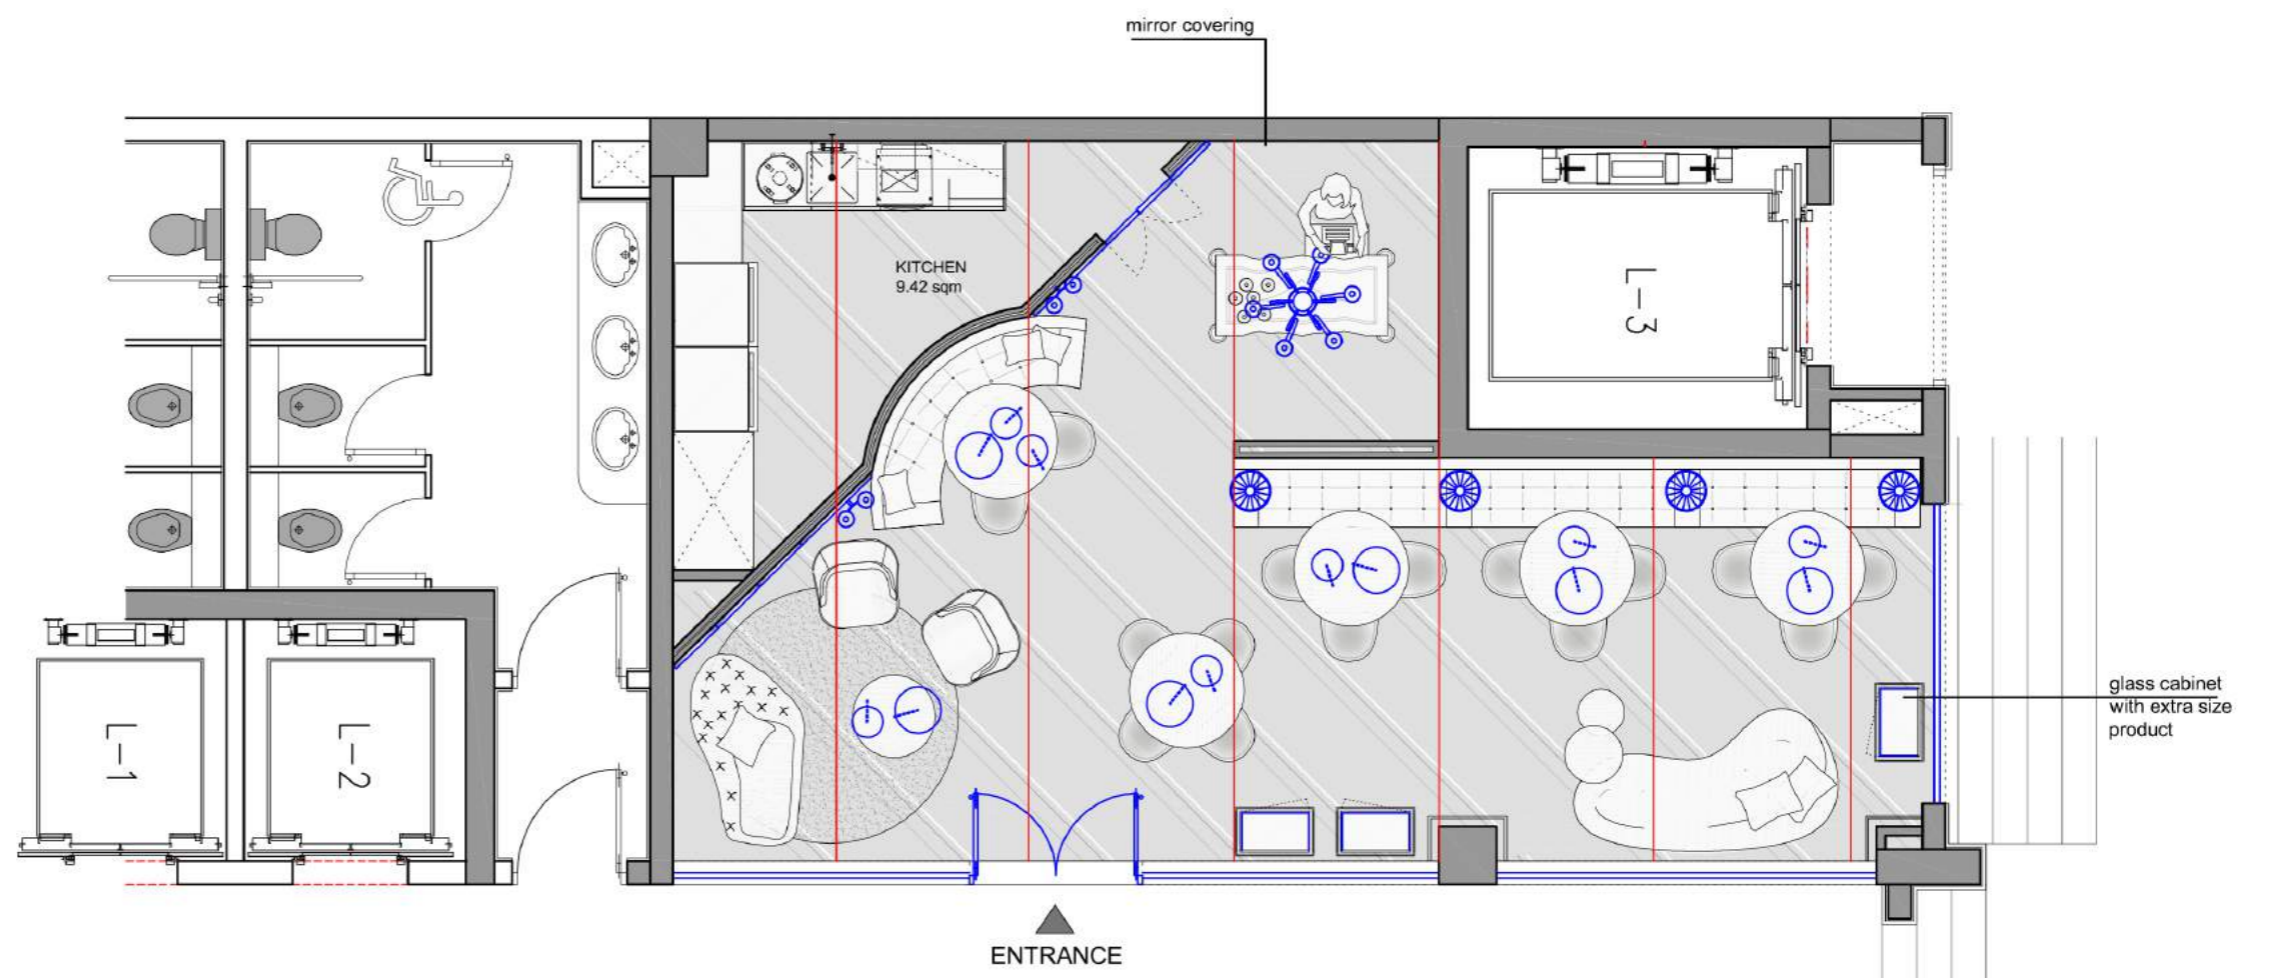 mirror covering
KITCHEN
9.42 sqm
L-3
L-1
L-2
glass cabinet
with extra size
product
ENTRANCE